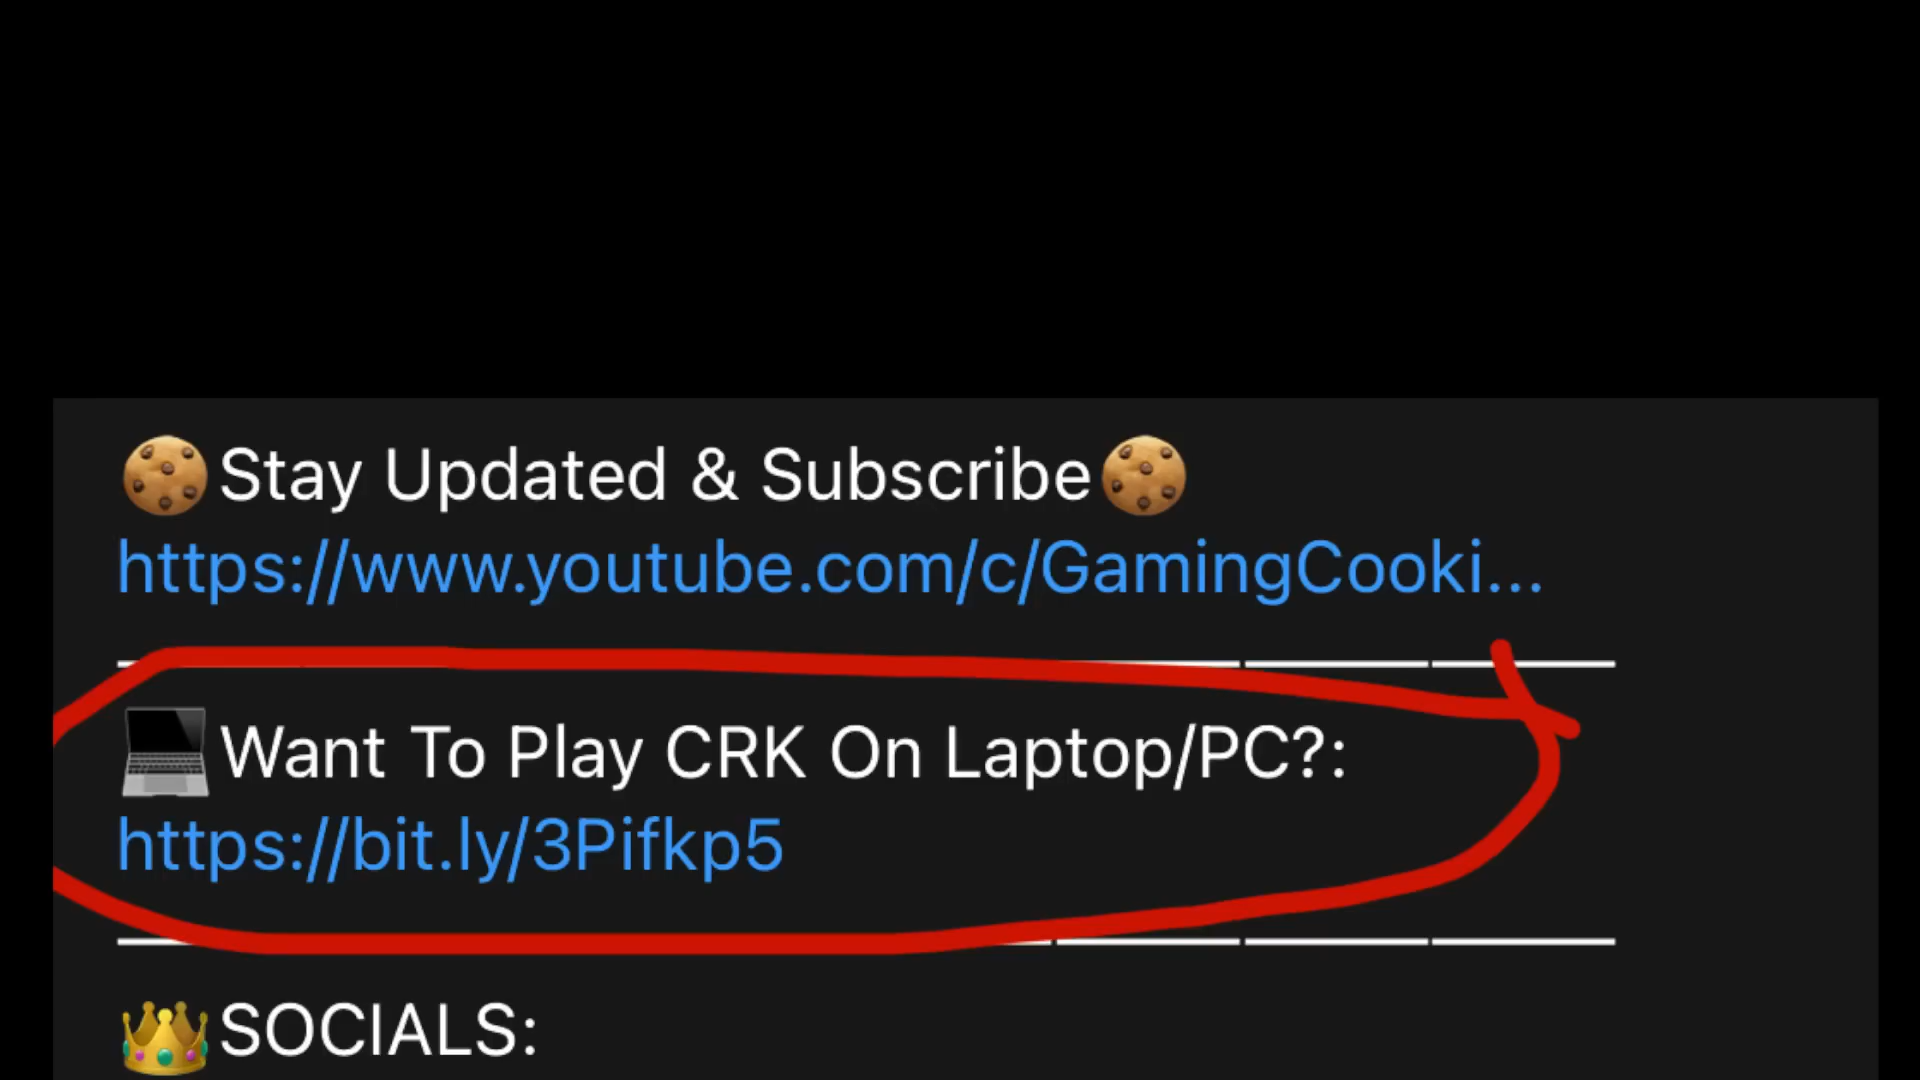 🍪Stay Updated & Subscribe🍪
https://www.youtube.com/c/GamingCooki...
💻Want To Play CRK On Laptop/PC?:
https://bit.ly/3Pifkp5
👑SOCIALS: